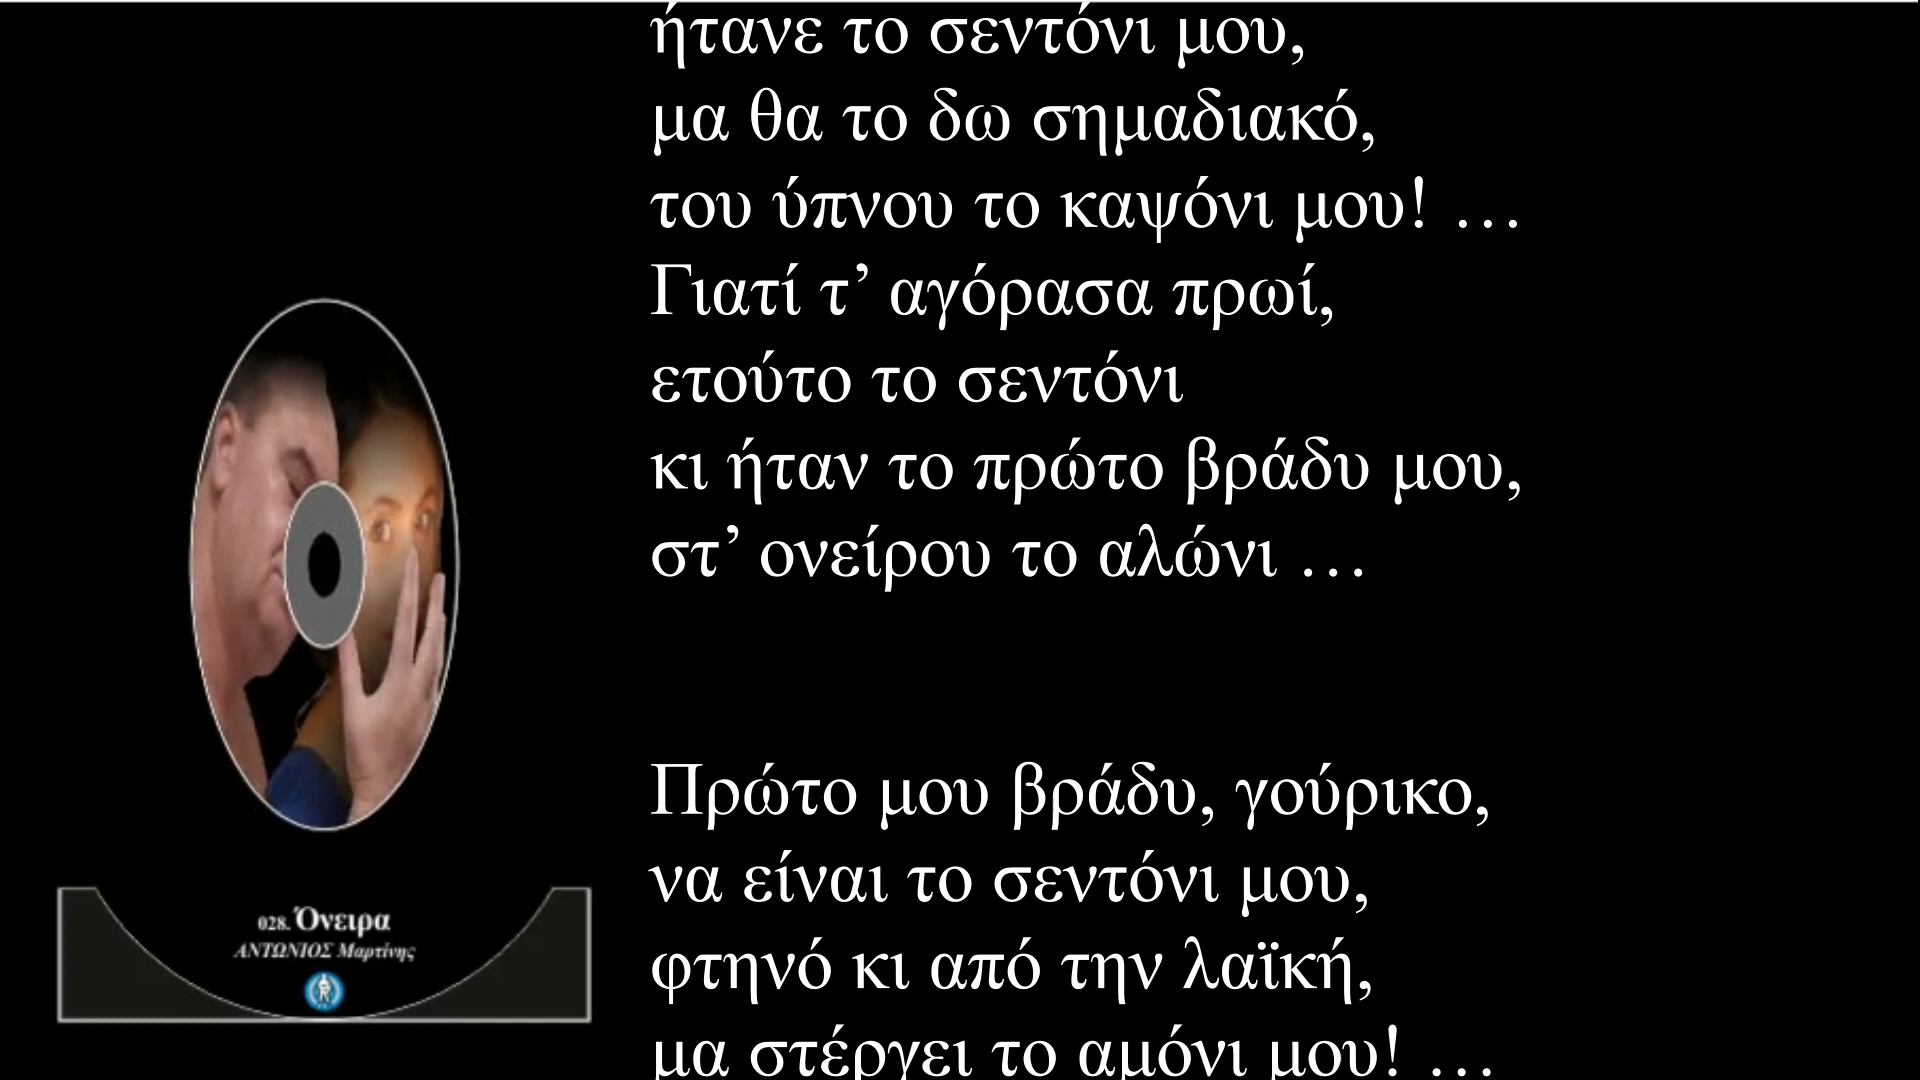 ήτανε το σεντόνι μου,
μα θα το δω σημαδιακό,
του ύπνου το καψόνι μου! …
Γιατί τ’ αγόρασα πρωί,
ετούτο το σεντόνι
κι ήταν το πρώτο βράδυ μου,
στ’ ονείρου το αλώνι …
Πρώτο μου βράδυ, γούρικο,
να είναι το σεντόνι μου,
φτηνό κι από την λαϊκή,
μα στέργει το αμόνι μου! …
028. Όνειρα
ΑΝΤΩΝΙΟΣ Μαρτίνης